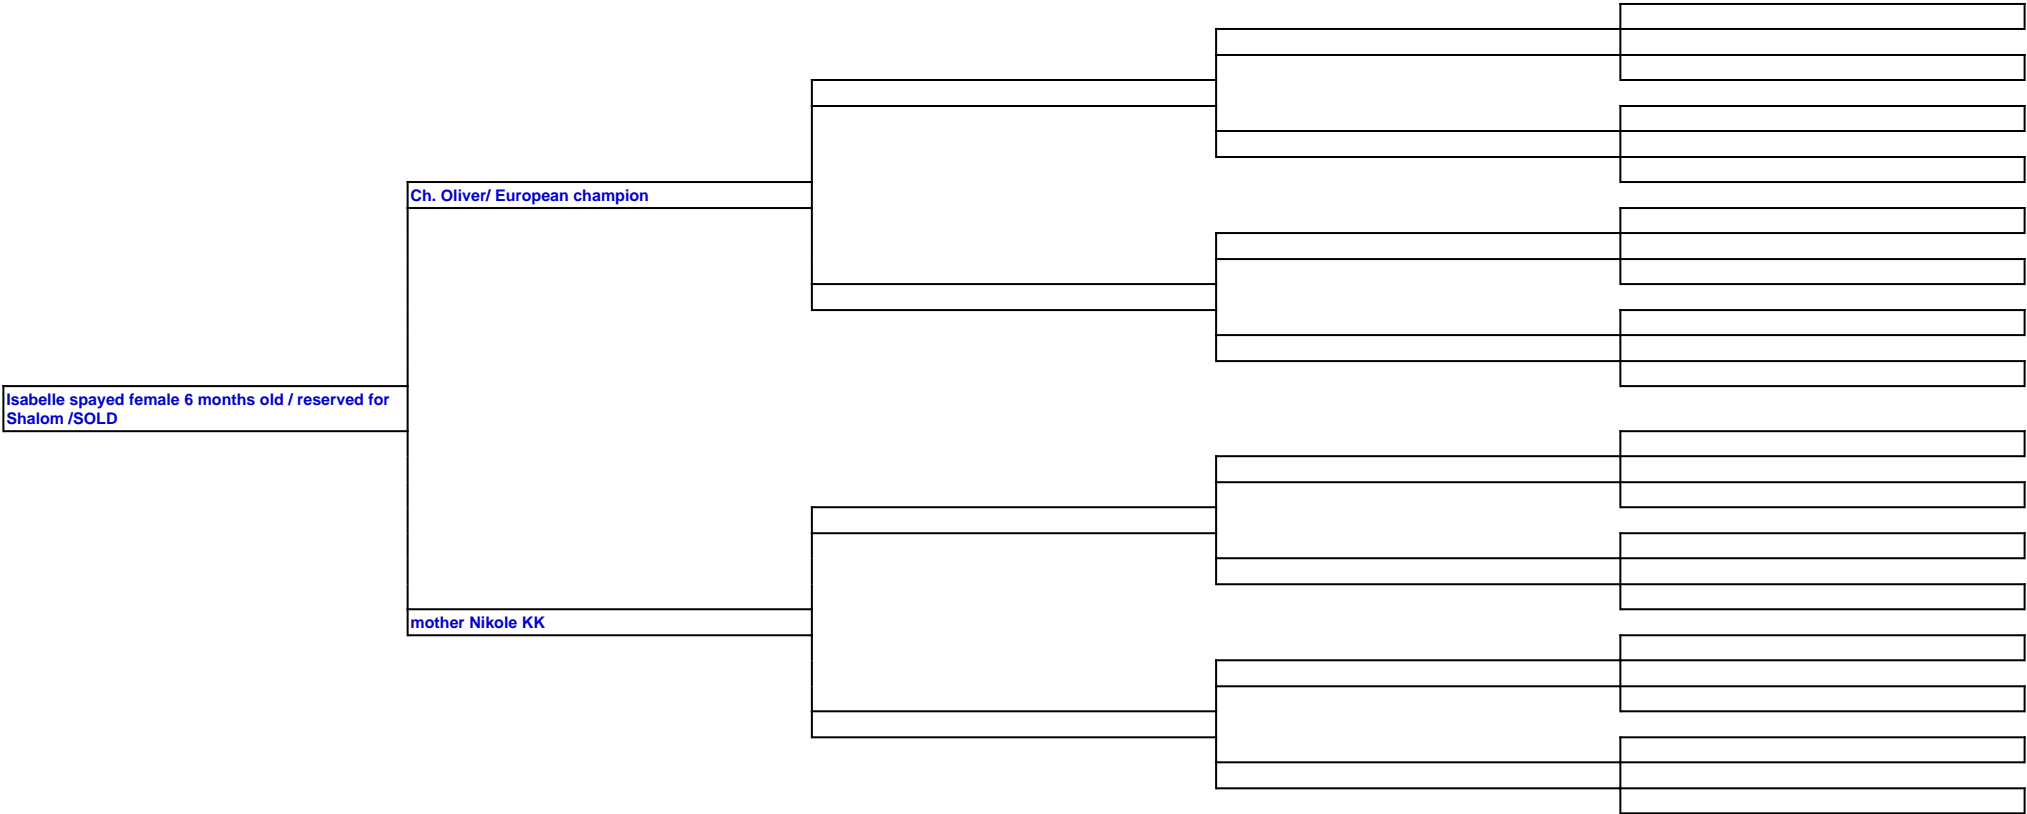 Ch. Oliver/ European champion
Isabelle spayed female 6 months old / reserved for
Shalom /SOLD
mother Nikole KK